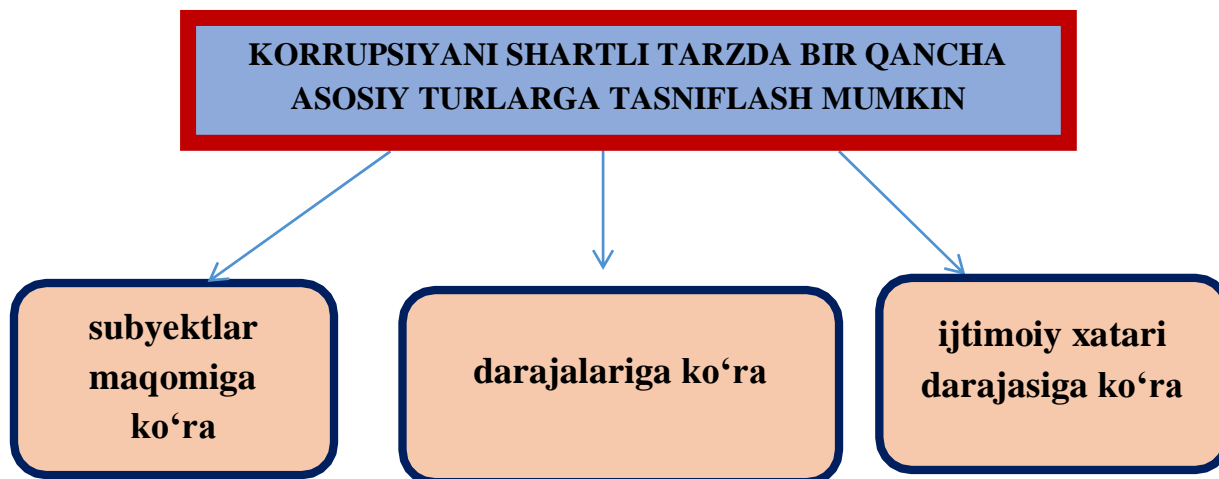 KORRUPSIYANI SHARTLI TARZDA BIR QANCHA
ASOSIY TURLARGA TASNIFLASH MUMKIN
subyektlar
maqomiga
ko‘ra
darajalariga ko‘ra
ijtimoiy xatari
darajasiga ko‘ra